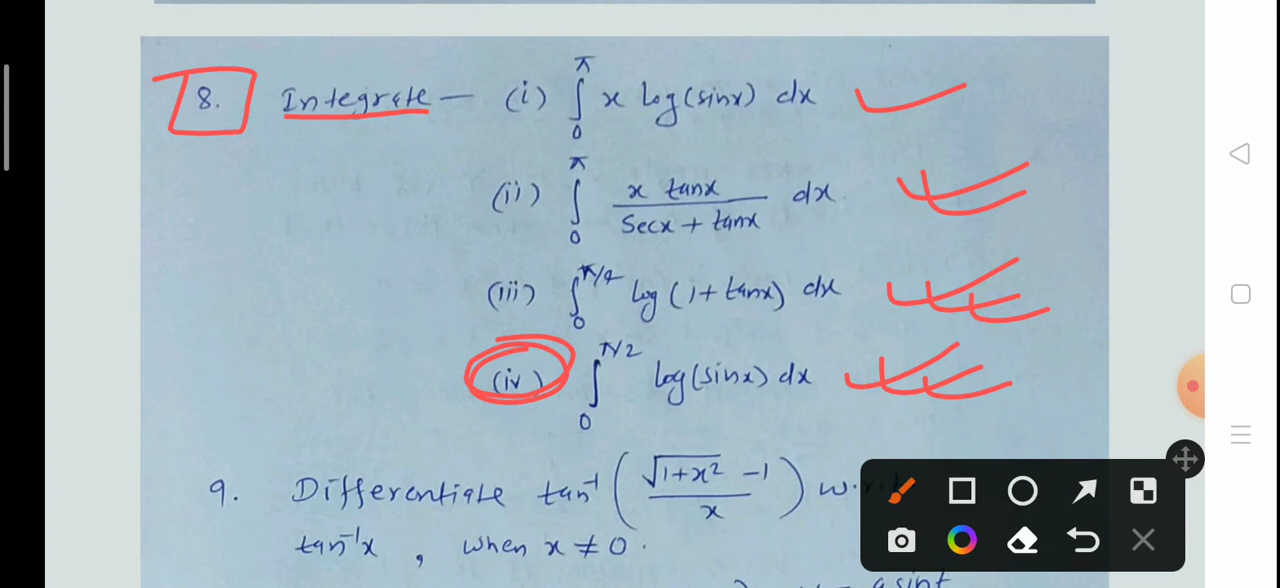 8. Integrate — (i) ∫₀^π x log(sinx) dx
(ii) ∫₀^π (x tanx)/(Secx + tanx) dx.
(iii) ∫₀^π/4 log(1 + tanx) dx
(iv) ∫₀^π/2 log(sinx) dx
9. Differentiate tan⁻¹((√(1+x²) −1)/x) w.r.t
tan⁻¹x , when x ≠ 0.
a sint